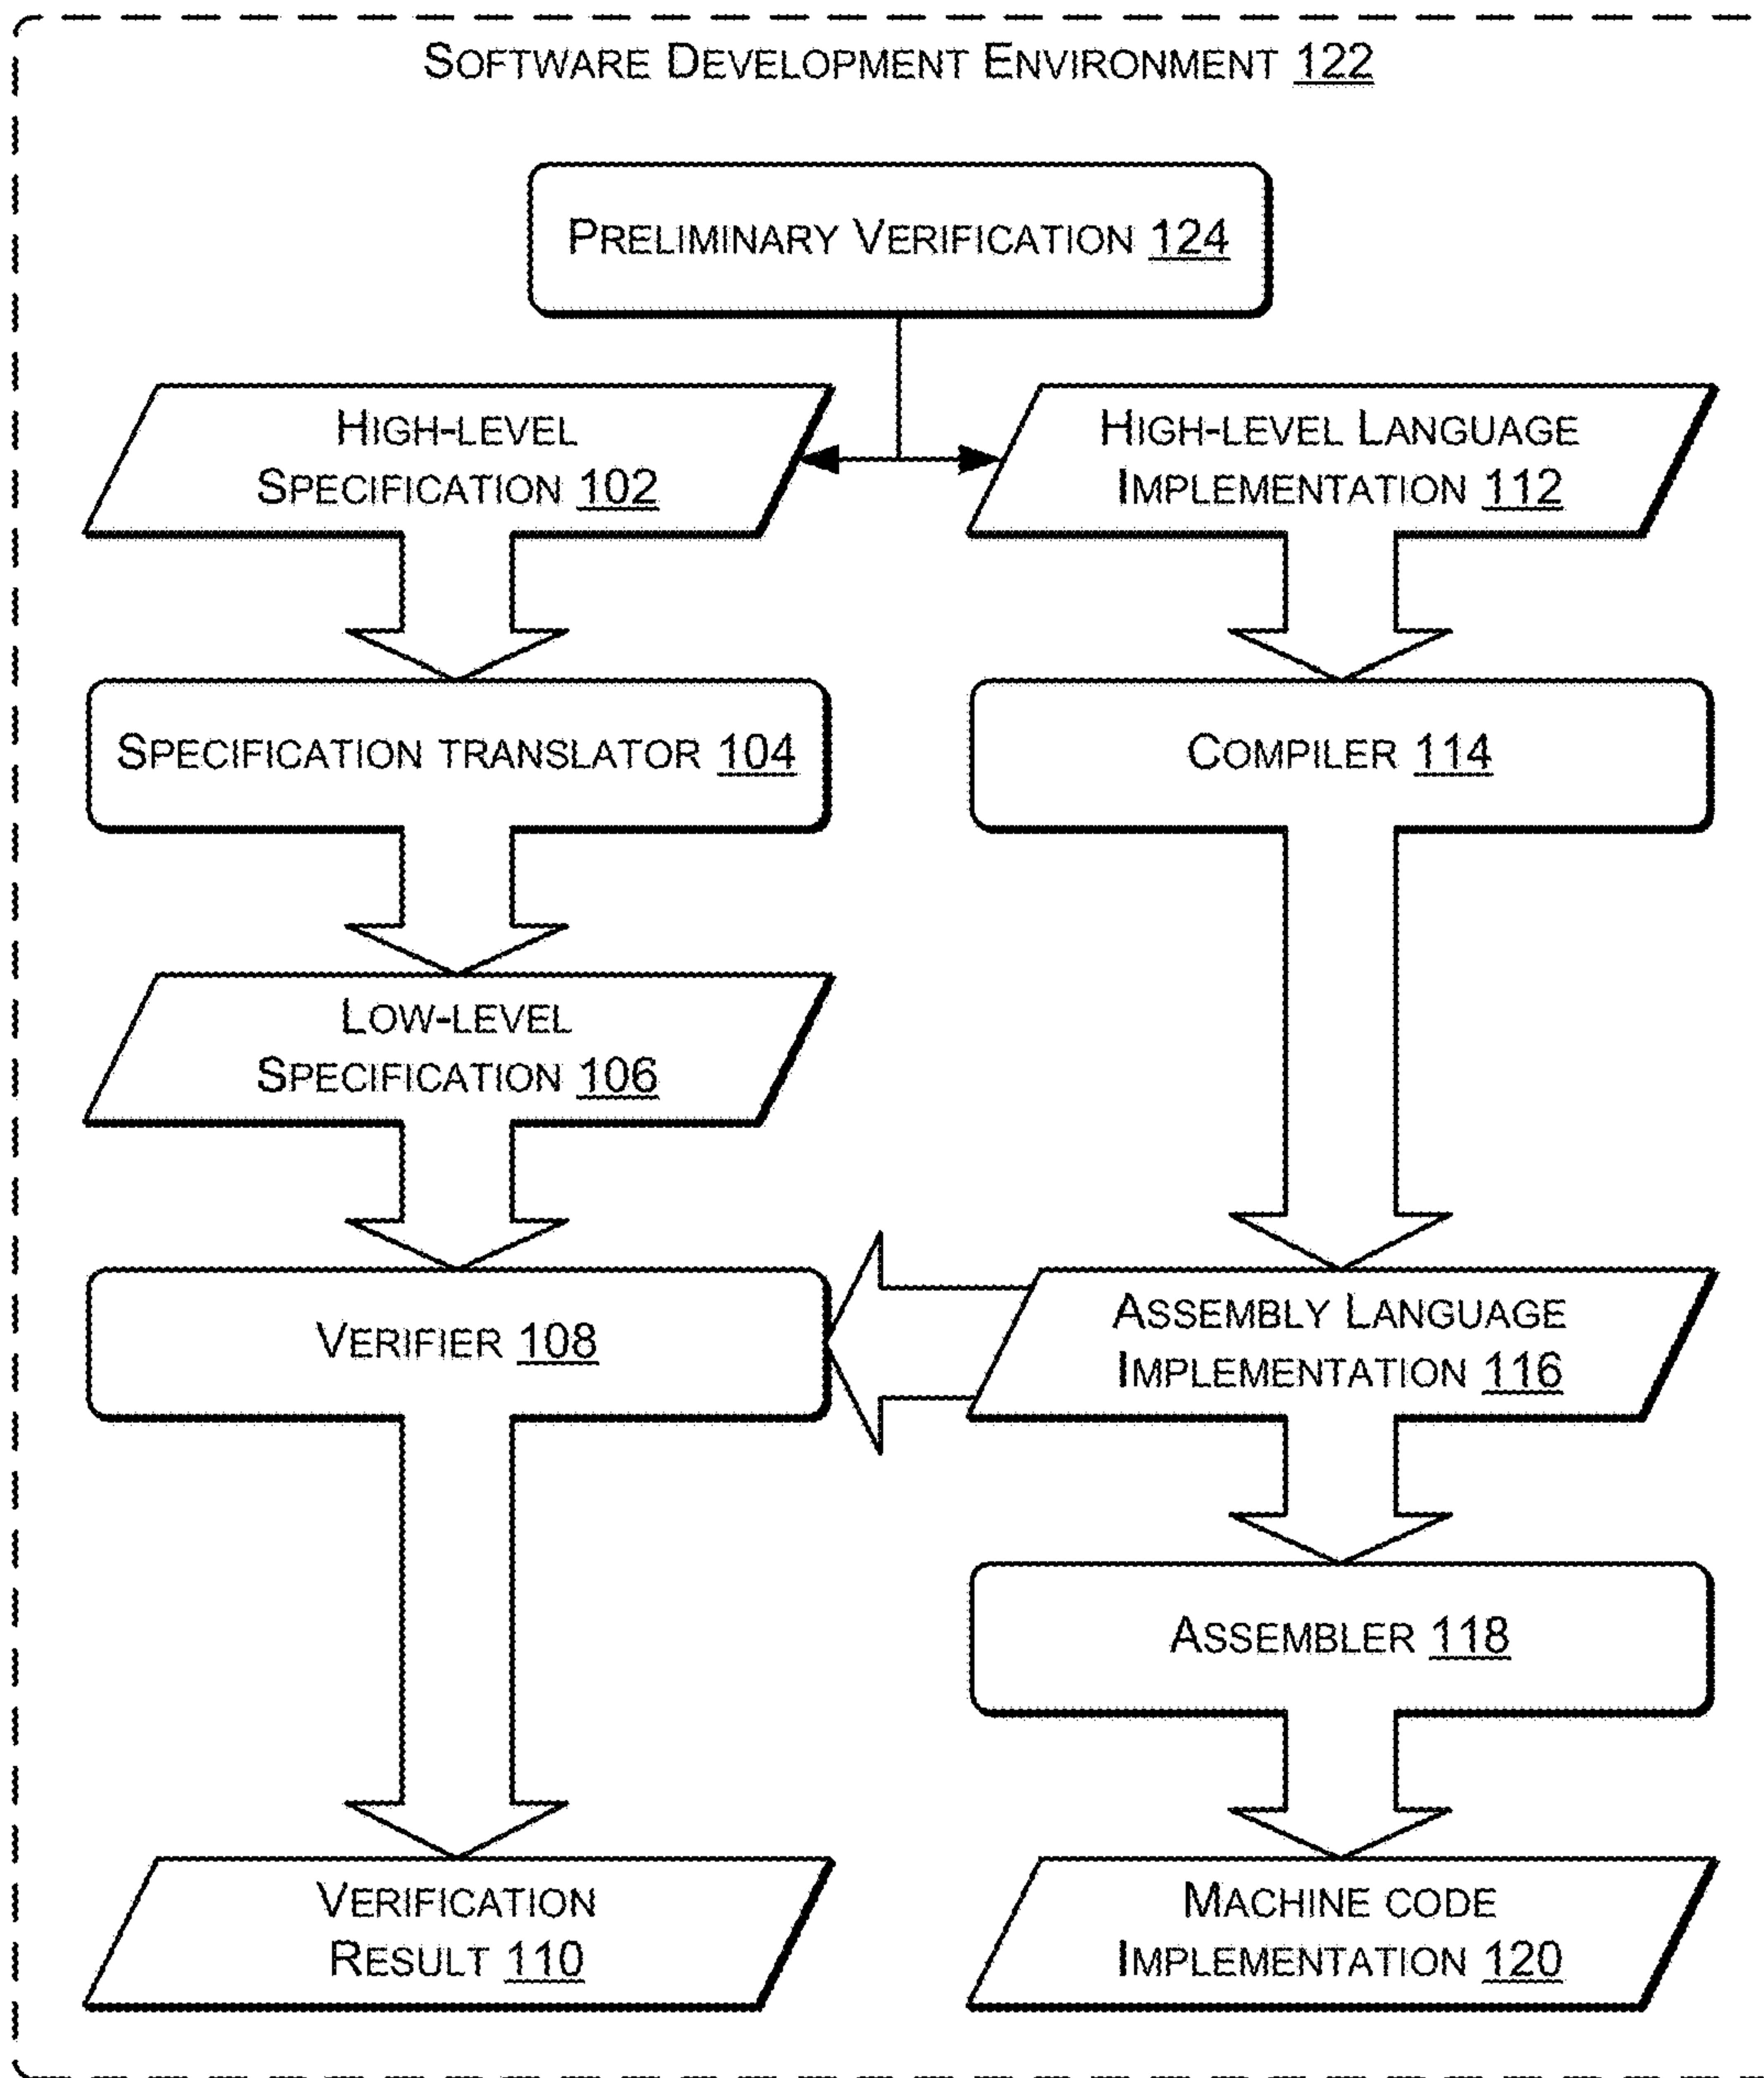 SOFTWARE DEVELOPMENT ENVIRONMENT 122
PRELIMINARY VERIFICATION 124
HIGH-LEVEL
SPECIFICATION 102
HIGH-LEVEL LANGUAGE
IMPLEMENTATION 112
SPECIFICATION TRANSLATOR 104
COMPILER 114
LOW-LEVEL
SPECIFICATION 106
VERIFIER 108
ASSEMBLY LANGUAGE
IMPLEMENTATION 116
ASSEMBLER 118
VERIFICATION
RESULT 110
MACHINE CODE
IMPLEMENTATION 120